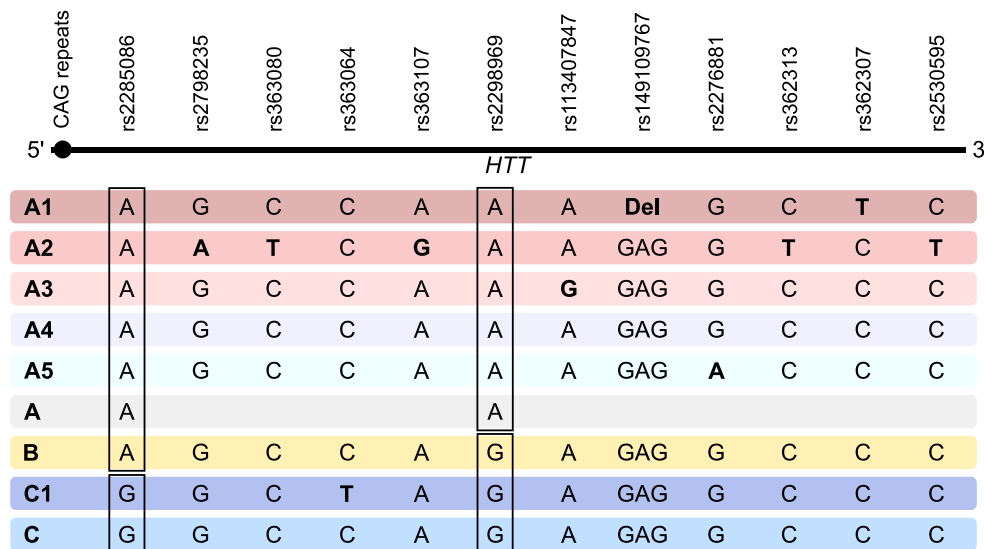 CAG repeats rs2285086 rs2798235 rs363080 rs363064 rs363107 rs2298969 rs113407847 rs149109767 rs2276881 rs362313 rs362307 rs2530595
5' 3
HTT
A1 A G C C A A A Del G C T C
A2 A A T C G A A GAG G T C T
A3 A G C C A A G GAG G C C C
A4 A G C C A A A GAG G C C C
A5 A G C C A A A GAG A C C C
A A A
B A G C C A G A GAG G C C C
C1 G G C T A G A GAG G C C C
C G G C C A G A GAG G C C C